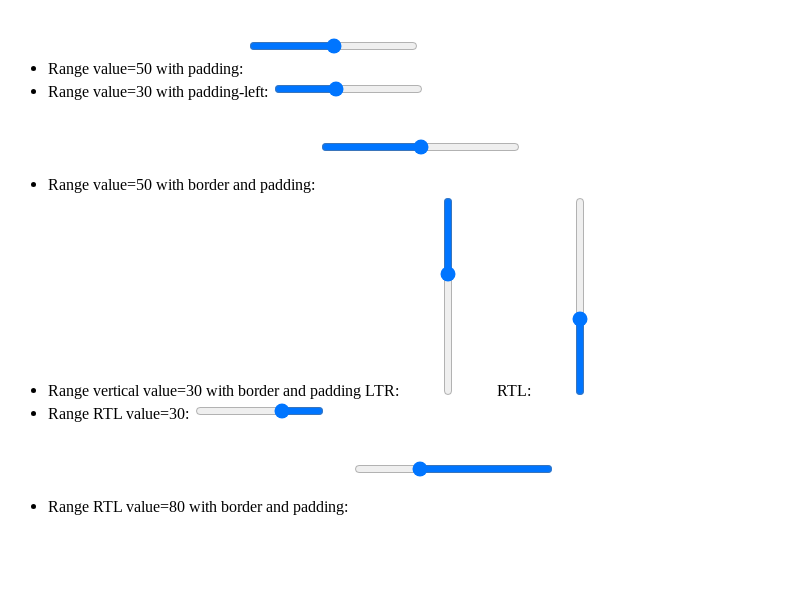 Range value=50 with padding:
Range value=30 with padding-left:
Range value=50 with border and padding:
Range vertical value=30 with border and padding LTR: RTL:
Range RTL value=30:
Range RTL value=80 with border and padding: